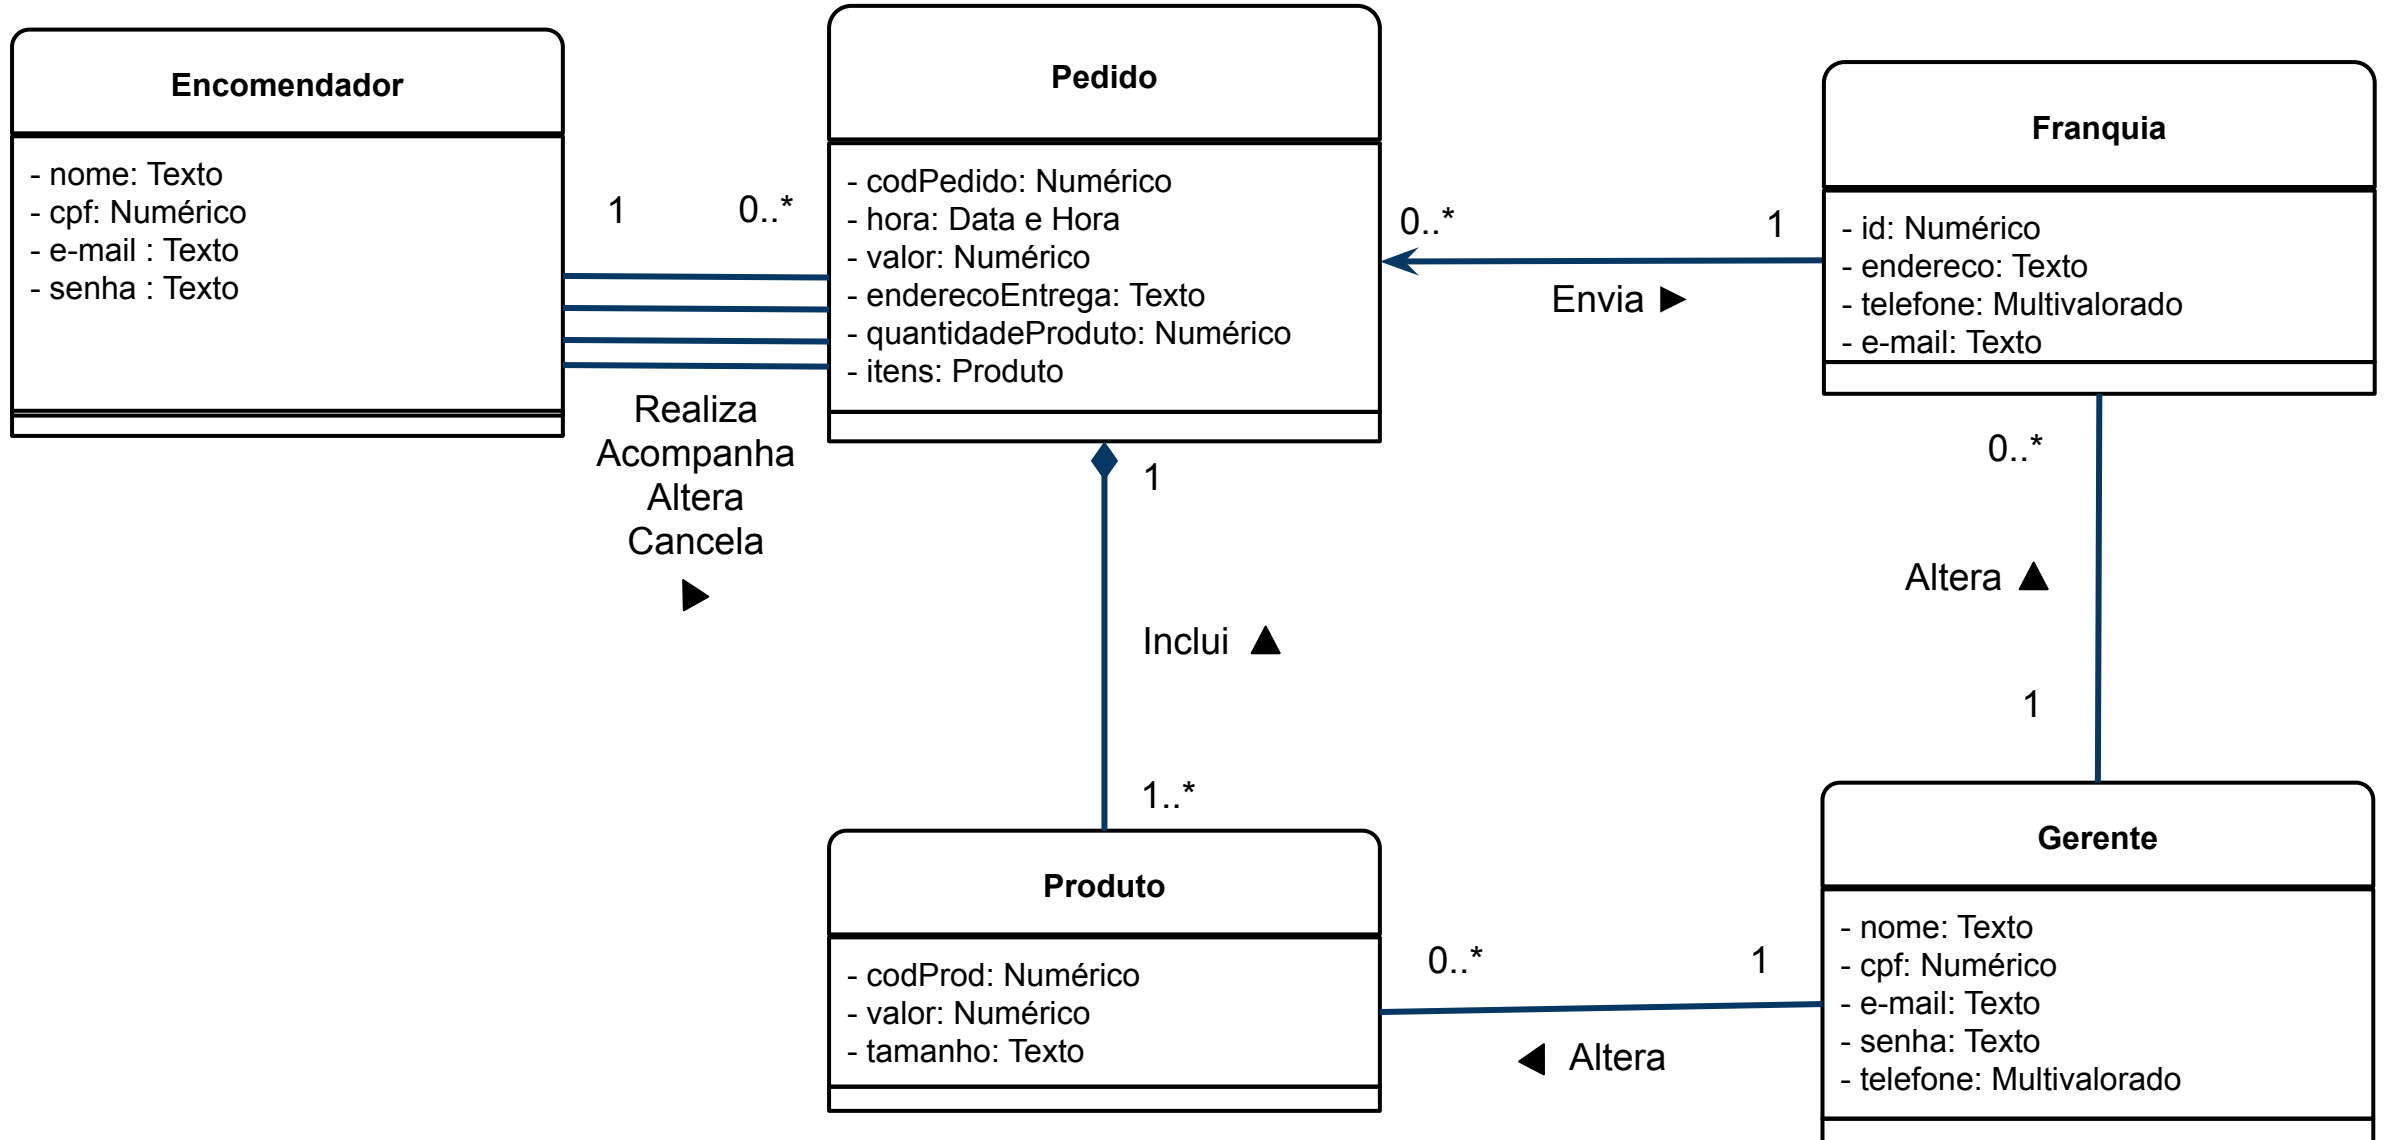 Encomendador
- nome: Texto
- cpf: Numérico
- e-mail : Texto
- senha : Texto
1
0..*
Realiza
Acompanha
Altera
Cancela
Pedido
- codPedido: Numérico
- hora: Data e Hora
- valor: Numérico
- enderecoEntrega: Texto
- quantidadeProduto: Numérico
- itens: Produto
0..*
1
Envia
Franquia
- id: Numérico
- endereco: Texto
- telefone: Multivalorado
- e-mail: Texto
1
Inclui
1..*
0..*
Altera
1
Produto
- codProd: Numérico
- valor: Numérico
- tamanho: Texto
0..*
1
Altera
Gerente
- nome: Texto
- cpf: Numérico
- e-mail: Texto
- senha: Texto
- telefone: Multivalorado